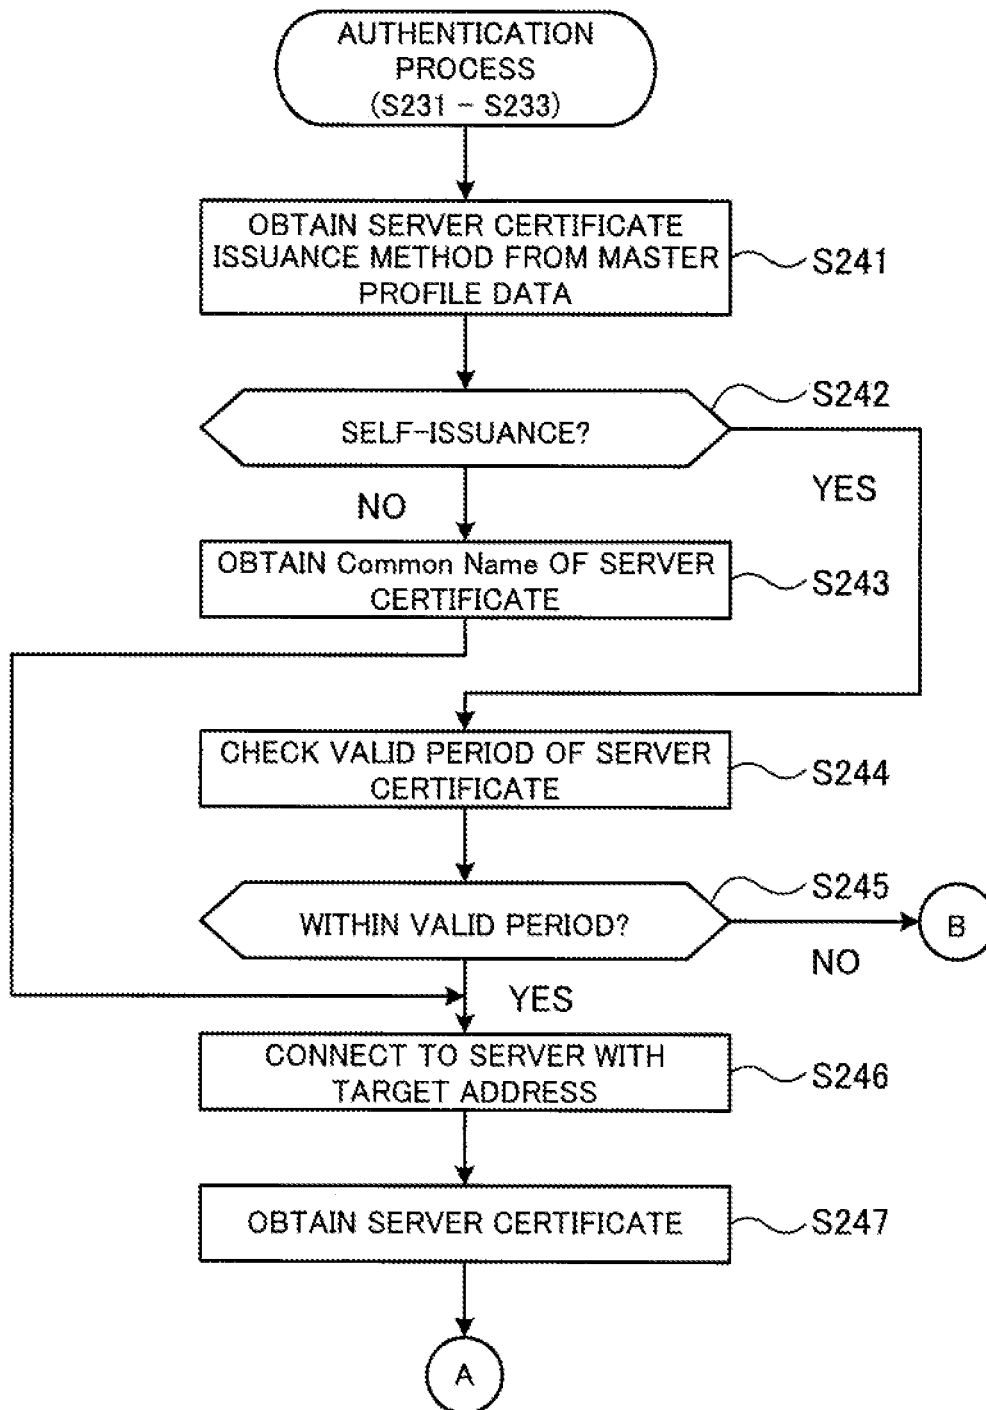 AUTHENTICATION
PROCESS
(S231 - S233)
OBTAIN SERVER CERTIFICATE
ISSUANCE METHOD FROM MASTER
PROFILE DATA
S241
SELF-ISSUANCE?
S242
YES
NO
OBTAIN Common Name OF SERVER
CERTIFICATE
S243
CHECK VALID PERIOD OF SERVER
CERTIFICATE
S244
WITHIN VALID PERIOD?
S245
B
NO
YES
CONNECT TO SERVER WITH
TARGET ADDRESS
S246
OBTAIN SERVER CERTIFICATE
S247
A